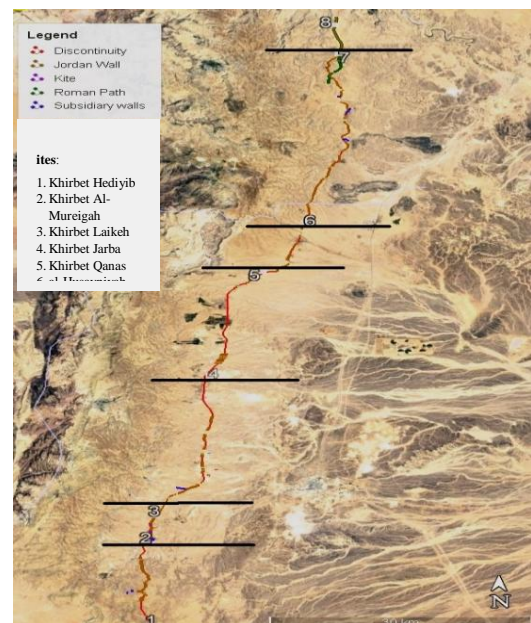 Legend
Discontinuity
Jordan Wall
Kite
Roman Path
Subsidiary walls
ites:
1. Khirbet Hediyib
2. Khirbet Al-
Mureigah
3. Khirbet Laikeh
4. Khirbet Jarba
5. Khirbet Qanas
8
7
6
5
4
3
2
1
N